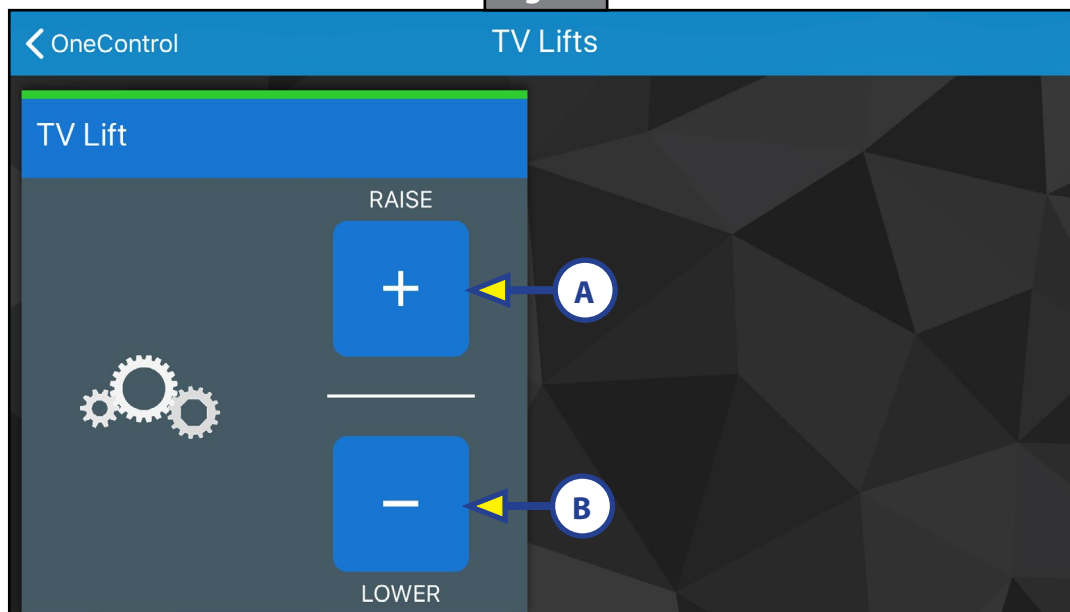 OneControl
TV Lifts
TV Lift
RAISE
+
A
−
B
LOWER